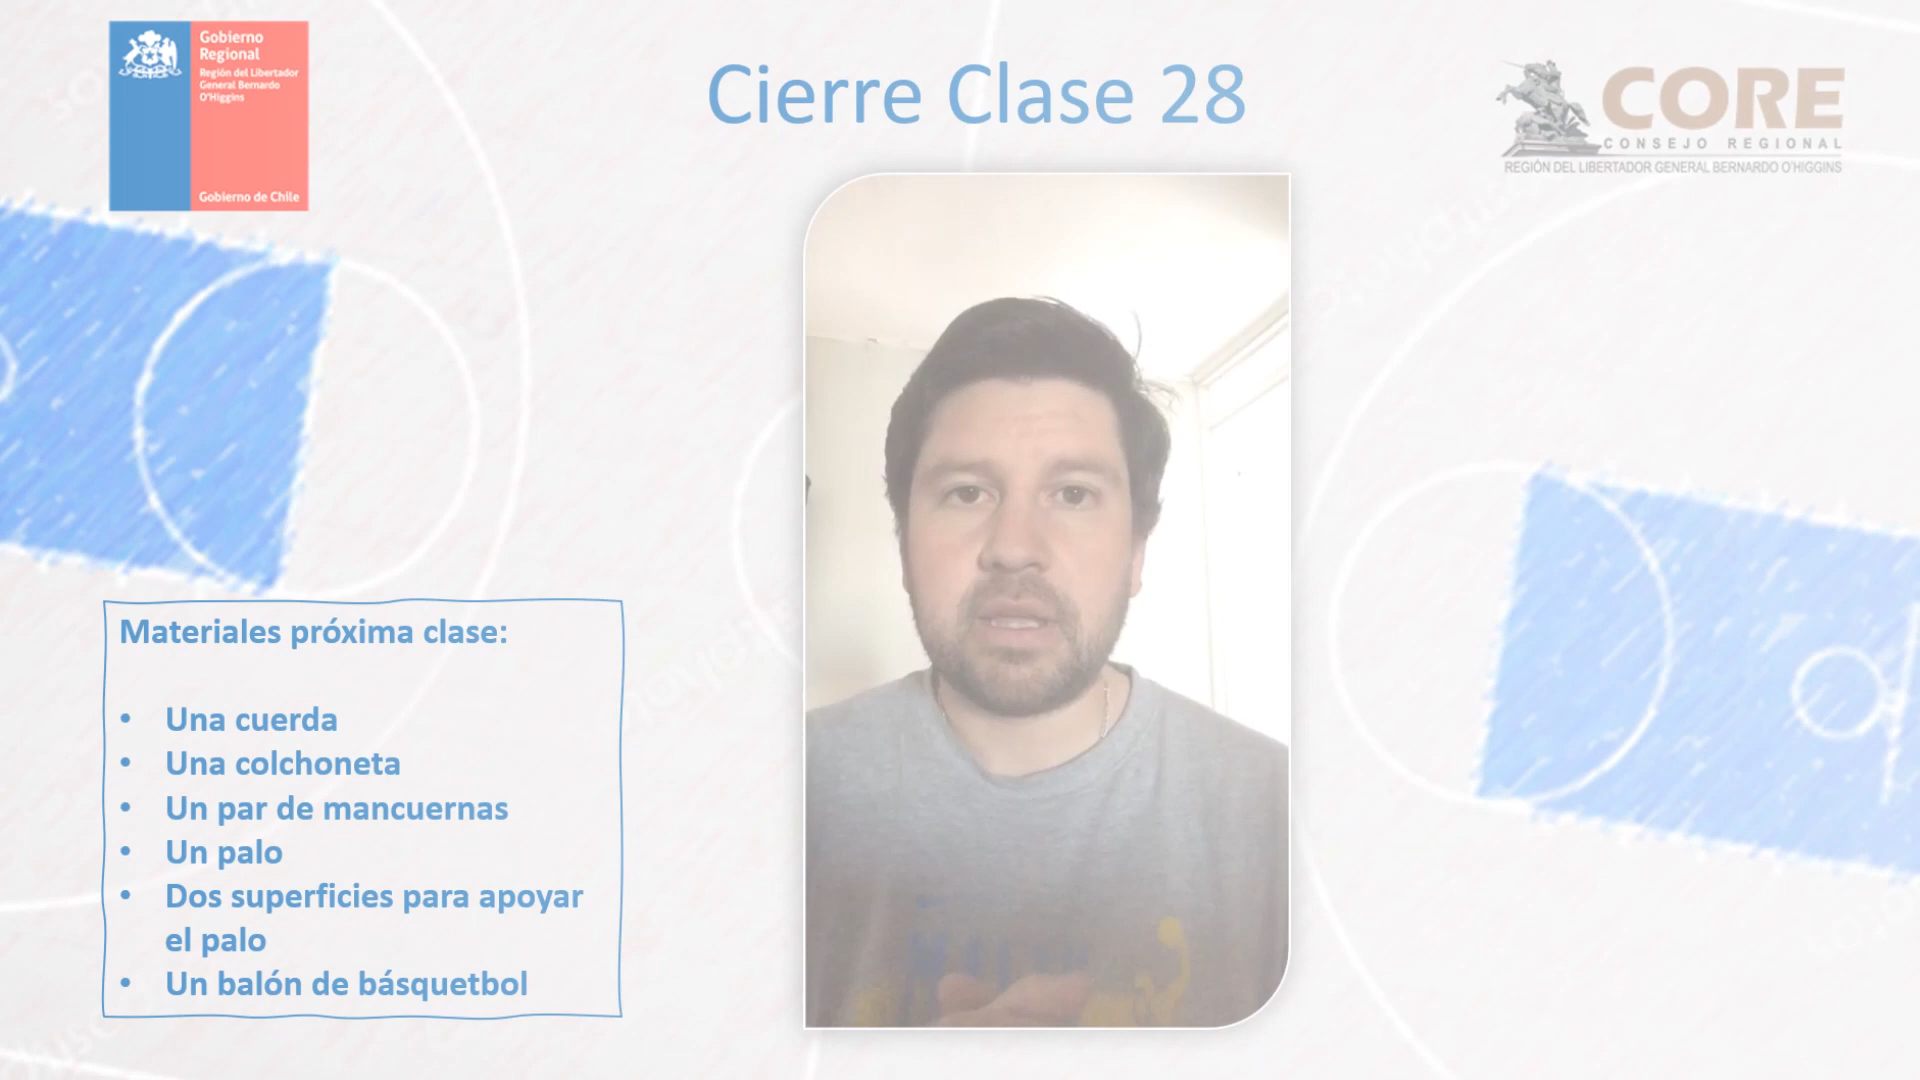 Gobierno
Regional
Región del Libertador
General Bernardo
O'Higgins
Gobierno de Chile
Cierre Clase 28
CORE
CONSEJO REGIONAL
REGIÓN DEL LIBERTADOR GENERAL BERNARDO O'HIGGINS
Materiales próxima clase:
• Una cuerda
• Una colchoneta
• Un par de mancuernas
• Un palo
• Dos superficies para apoyar
el palo
• Un balón de básquetbol